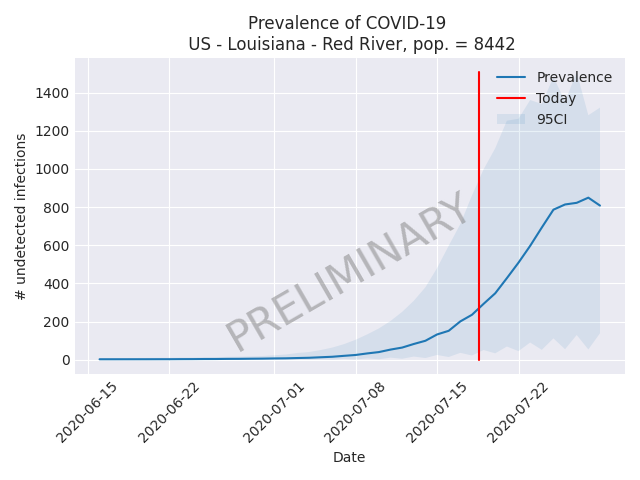 Prevalence of COVID-19
US - Louisiana - Red River, pop. = 8442
Prevalence
Today
95CI
1400
1200
1000
800
600
400
200
0
# undetected infections
PRELIMINARY
2020-06-15
2020-06-22
2020-07-01
2020-07-08
2020-07-15
2020-07-22
Date